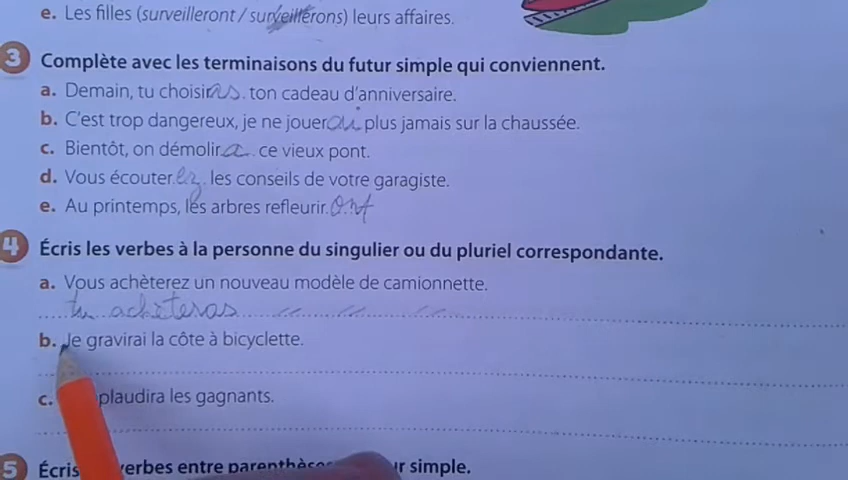 e. Les filles (surveilleront / surveillerons) leurs affaires.
3 Complète avec les terminaisons du futur simple qui conviennent.
a. Demain, tu choisiras ton cadeau d'anniversaire.
b. C'est trop dangereux, je ne jouerai plus jamais sur la chaussée.
c. Bientôt, on démolira ce vieux pont.
d. Vous écouterez les conseils de votre garagiste.
e. Au printemps, les arbres refleuriront
4 Écris les verbes à la personne du singulier ou du pluriel correspondante.
a. Vous achèterez un nouveau modèle de camionnette.
tu achèteras
b. Je gravirai la côte à bicyclette.
c. plaudira les gagnants.
5 Écris verbes entre parenthèses r simple.